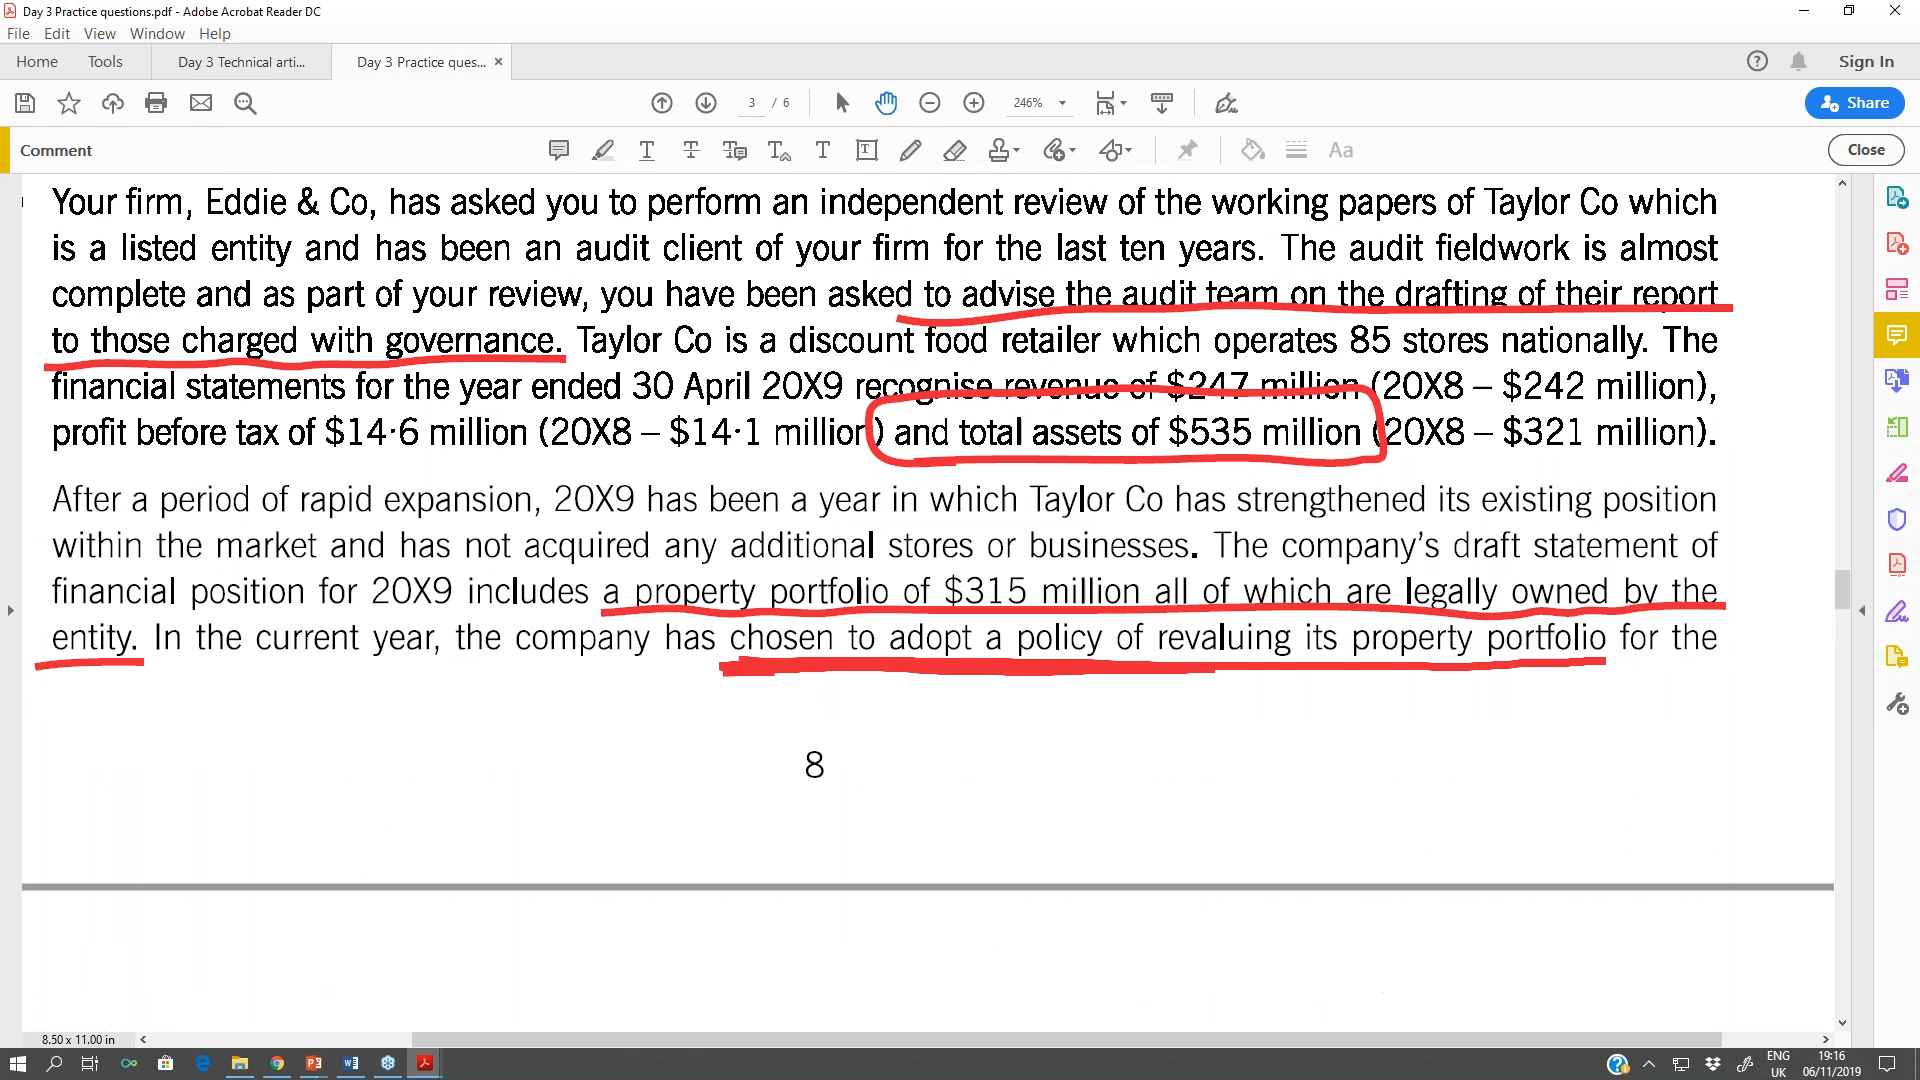 Day 3 Practice questions.pdf - Adobe Acrobat Reader DC
File Edit View Window Help
Home Tools Day 3 Technical arti... Day 3 Practice ques... × Sign In
3 / 6 246% Share
Comment Aa Close
Your firm, Eddie & Co, has asked you to perform an independent review of the working papers of Taylor Co which
is a listed entity and has been an audit client of your firm for the last ten years. The audit fieldwork is almost
complete and as part of your review, you have been asked to advise the audit team on the drafting of their report
to those charged with governance. Taylor Co is a discount food retailer which operates 85 stores nationally. The
financial statements for the year ended 30 April 20X9 recognise revenue of $247 million (20X8 – $242 million),
profit before tax of $14·6 million (20X8 – $14·1 million) and total assets of $535 million (20X8 – $321 million).
After a period of rapid expansion, 20X9 has been a year in which Taylor Co has strengthened its existing position
within the market and has not acquired any additional stores or businesses. The company's draft statement of
financial position for 20X9 includes a property portfolio of $315 million all of which are legally owned by the
entity. In the current year, the company has chosen to adopt a policy of revaluing its property portfolio for the
8
8.50 x 11.00 in
ENG 19:16
UK 06/11/2019